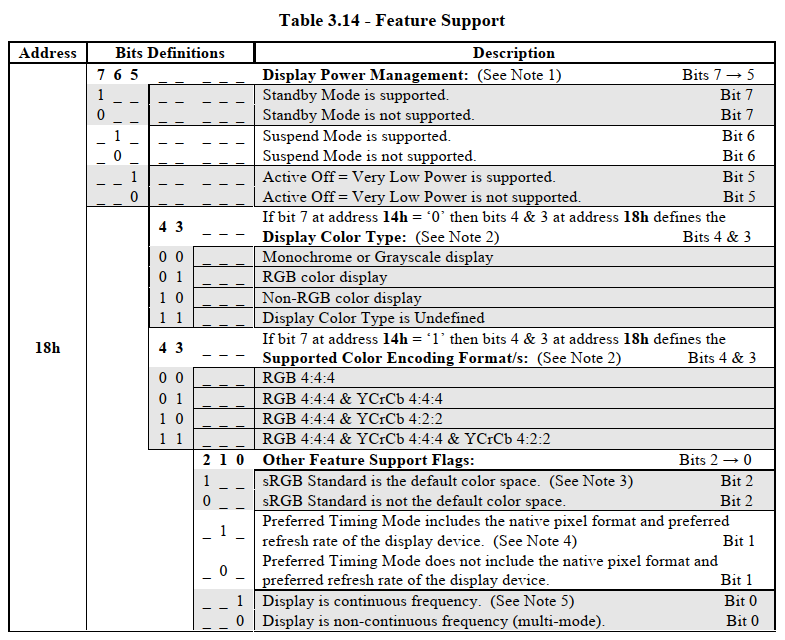 Table 3.14 - Feature Support
Address Bits Definitions Description
7 6 5 _ _ _ _ _ Display Power Management: (See Note 1) Bits 7 → 5
1 _ _ _ _ _ _ _ Standby Mode is supported. Bit 7
0 _ _ _ _ _ _ _ Standby Mode is not supported. Bit 7
_ 1 _ _ _ _ _ _ Suspend Mode is supported. Bit 6
_ 0 _ _ _ _ _ _ Suspend Mode is not supported. Bit 6
_ _ 1 _ _ _ _ _ Active Off = Very Low Power is supported. Bit 5
_ _ 0 _ _ _ _ _ Active Off = Very Low Power is not supported. Bit 5
If bit 7 at address 14h = ‘0’ then bits 4 & 3 at address 18h defines the
4 3 _ _ _ Display Color Type: (See Note 2) Bits 4 & 3
0 0 _ _ _ Monochrome or Grayscale display
0 1 _ _ _ RGB color display
1 0 _ _ _ Non-RGB color display
1 1 _ _ _ Display Color Type is Undefined
If bit 7 at address 14h = ‘1’ then bits 4 & 3 at address 18h defines the
18h 4 3 _ _ _ Supported Color Encoding Format/s: (See Note 2) Bits 4 & 3
0 0 _ _ _ RGB 4:4:4
0 1 _ _ _ RGB 4:4:4 & YCrCb 4:4:4
1 0 _ _ _ RGB 4:4:4 & YCrCb 4:2:2
1 1 _ _ _ RGB 4:4:4 & YCrCb 4:4:4 & YCrCb 4:2:2
2 1 0 Other Feature Support Flags: Bits 2 → 0
1 _ _ sRGB Standard is the default color space. (See Note 3) Bit 2
0 _ _ sRGB Standard is not the default color space. Bit 2
Preferred Timing Mode includes the native pixel format and preferred
_ 1 _ refresh rate of the display device. (See Note 4) Bit 1
Preferred Timing Mode does not include the native pixel format and
_ 0 _ preferred refresh rate of the display device. Bit 1
_ _ 1 Display is continuous frequency. (See Note 5) Bit 0
_ _ 0 Display is non-continuous frequency (multi-mode). Bit 0